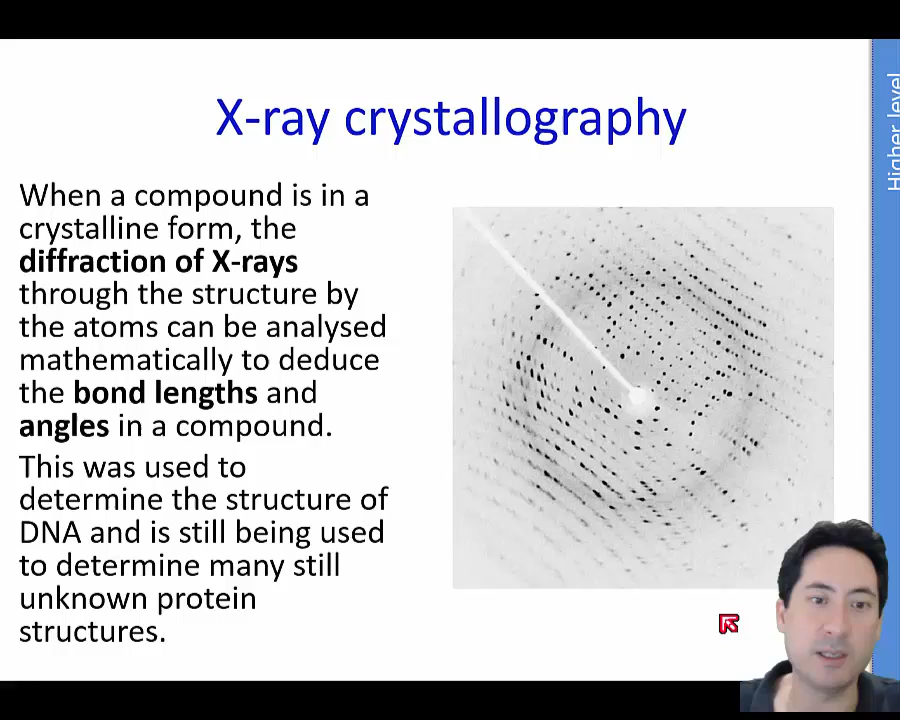 X-ray crystallography
When a compound is in a
crystalline form, the
diffraction of X-rays
through the structure by
the atoms can be analysed
mathematically to deduce
the bond lengths and
angles in a compound.
This was used to
determine the structure of
DNA and is still being used
to determine many still
unknown protein
structures.
Higher level